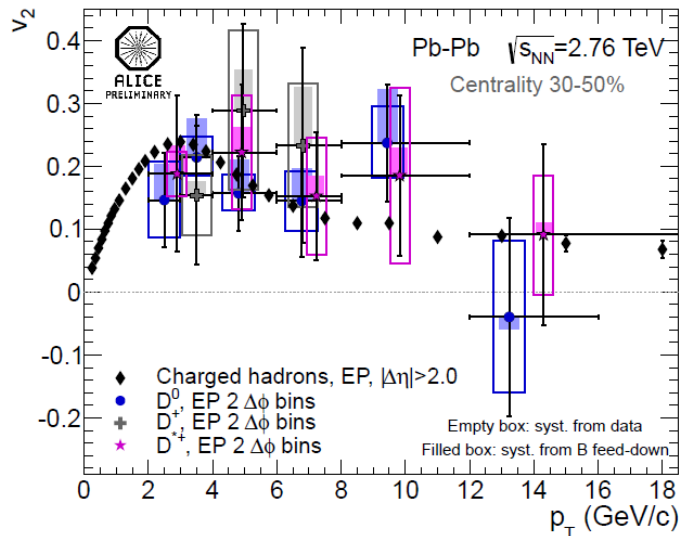 v₂
0.4
0.3
0.2
0.1
0
-0.1
-0.2
ALICE
PRELIMINARY
Pb-Pb √s_NN=2.76 TeV
Centrality 30-50%
Charged hadrons, EP, |Δη|>2.0
D⁰, EP 2 Δϕ bins
D⁺, EP 2 Δϕ bins
D*⁺, EP 2 Δϕ bins
Empty box: syst. from data
Filled box: syst. from B feed-down
0 2 4 6 8 10 12 14 16 18
p_T (GeV/c)